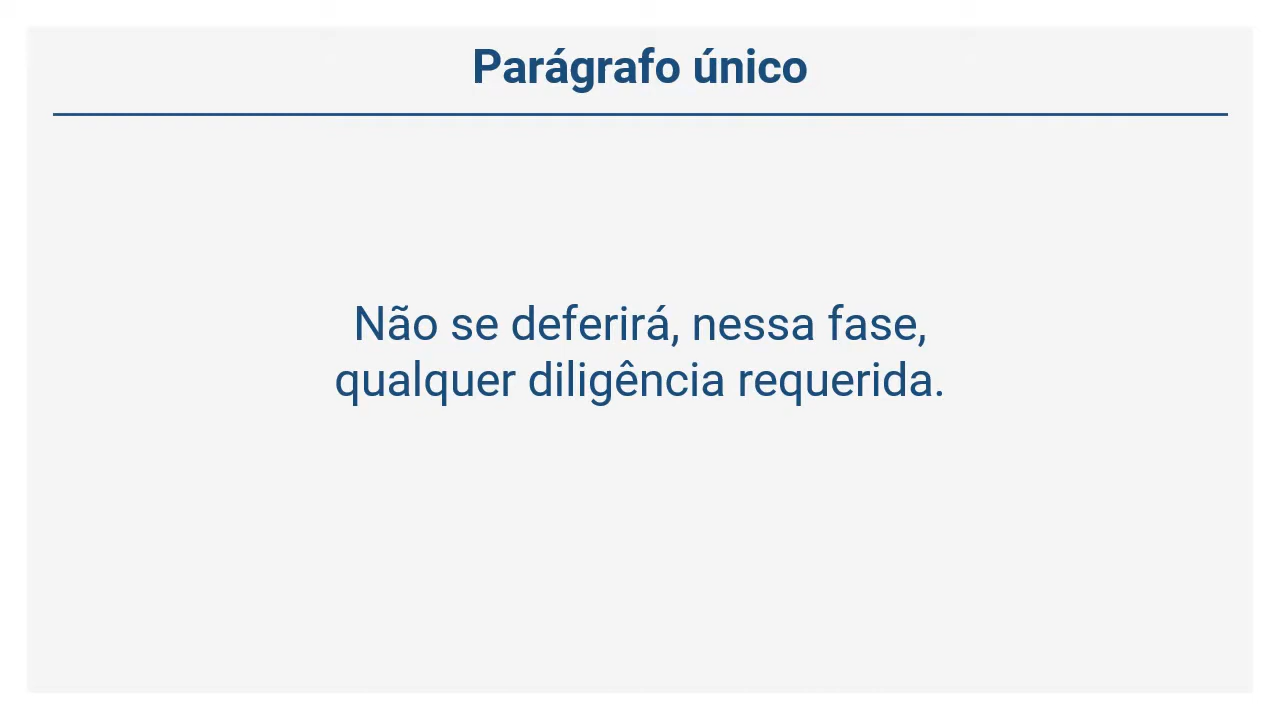 Parágrafo único
Não se deferirá, nessa fase,
qualquer diligência requerida.